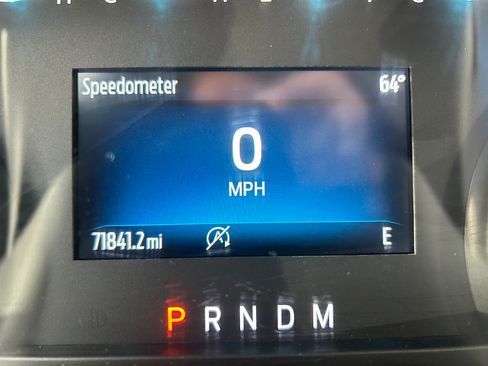 Speedometer 64°
0
MPH
71841.2 mi E
P R N D M